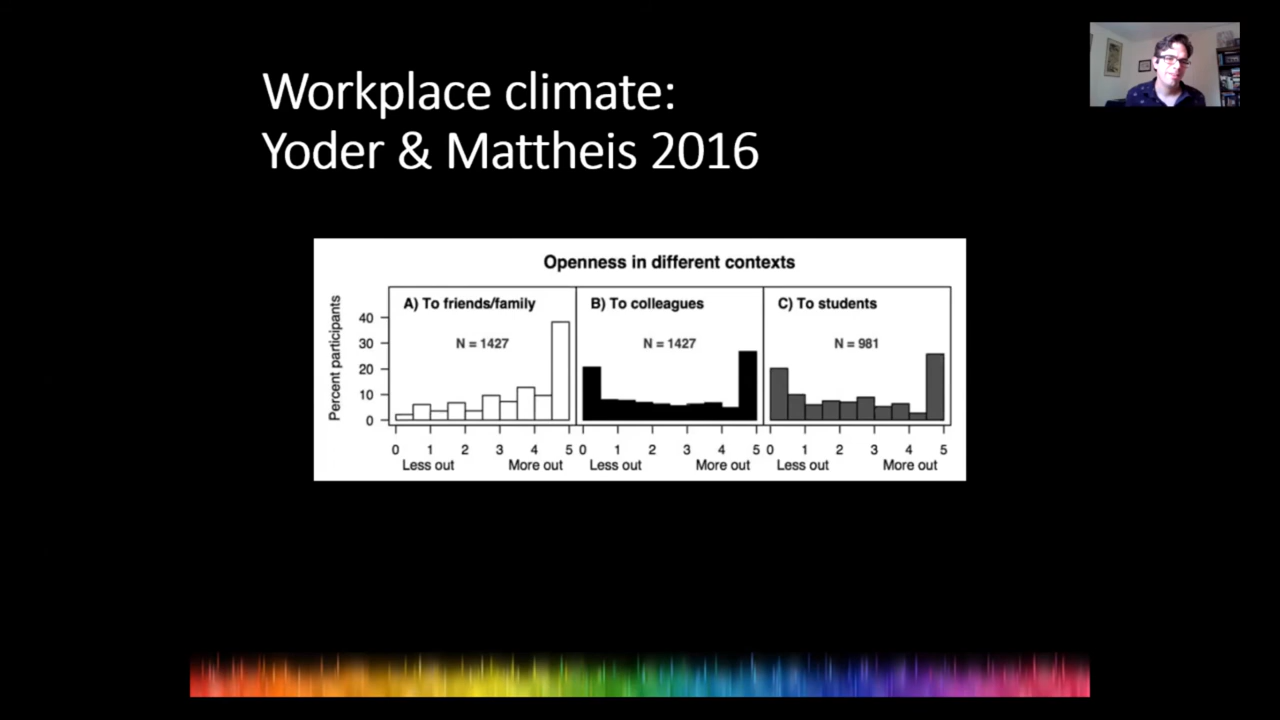 Workplace climate:
Yoder & Mattheis 2016
Openness in different contexts
Percent participants
40
30
20
10
0
A) To friends/family
N = 1427
0 1 2 3 4 5
Less out More out
B) To colleagues
N = 1427
0 1 2 3 4 5
Less out More out
C) To students
N = 981
0 1 2 3 4 5
Less out More out